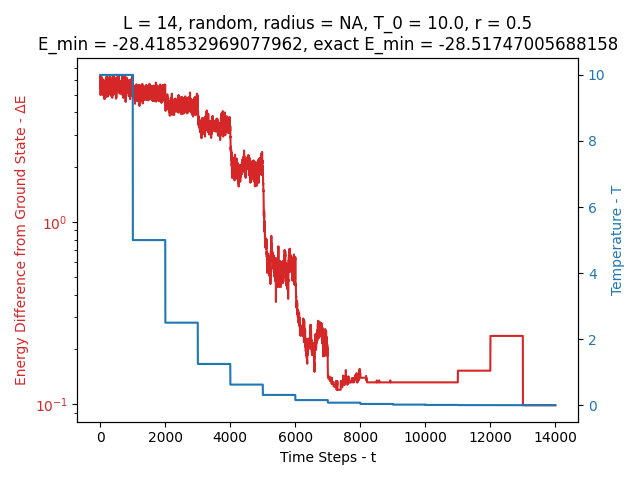 L = 14, random, radius = NA, T_0 = 10.0, r = 0.5
E_min = -28.418532969077962, exact E_min = -28.51747005688158
Energy Difference from Ground State - ΔE
10⁰
10⁻¹
10
8
6
4
2
0
Temperature - T
0 2000 4000 6000 8000 10000 12000 14000
Time Steps - t